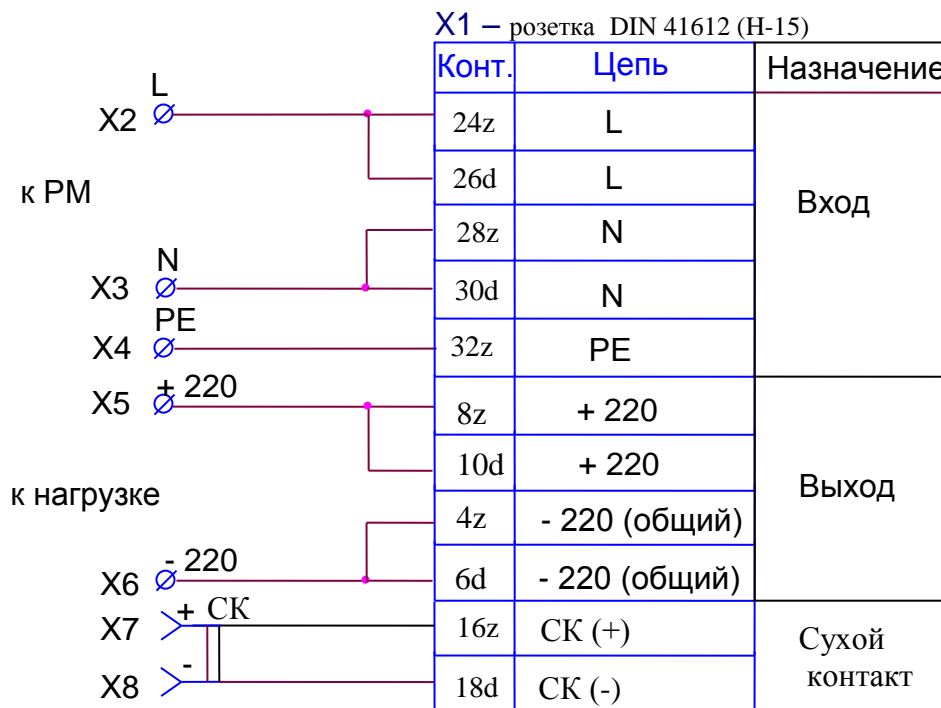 X1 – розетка DIN 41612 (Н-15)
Конт. Цепь Назначение
L
X2 24z L
26d L
к РМ Вход
28z N
N
X3 30d N
PE
X4 32z PE
+ 220
X5 8z + 220
10d + 220
к нагрузке Выход
4z - 220 (общий)
- 220
X6 6d - 220 (общий)
X7 + СК 16z СК (+) Сухой
контакт
X8 - 18d СК (-)